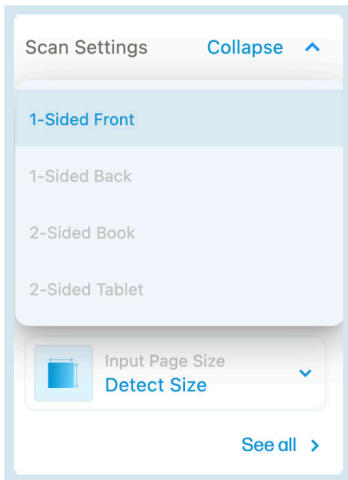 Scan Settings Collapse
1-Sided Front
1-Sided Back
2-Sided Book
2-Sided Tablet
Input Page Size
Detect Size
See all